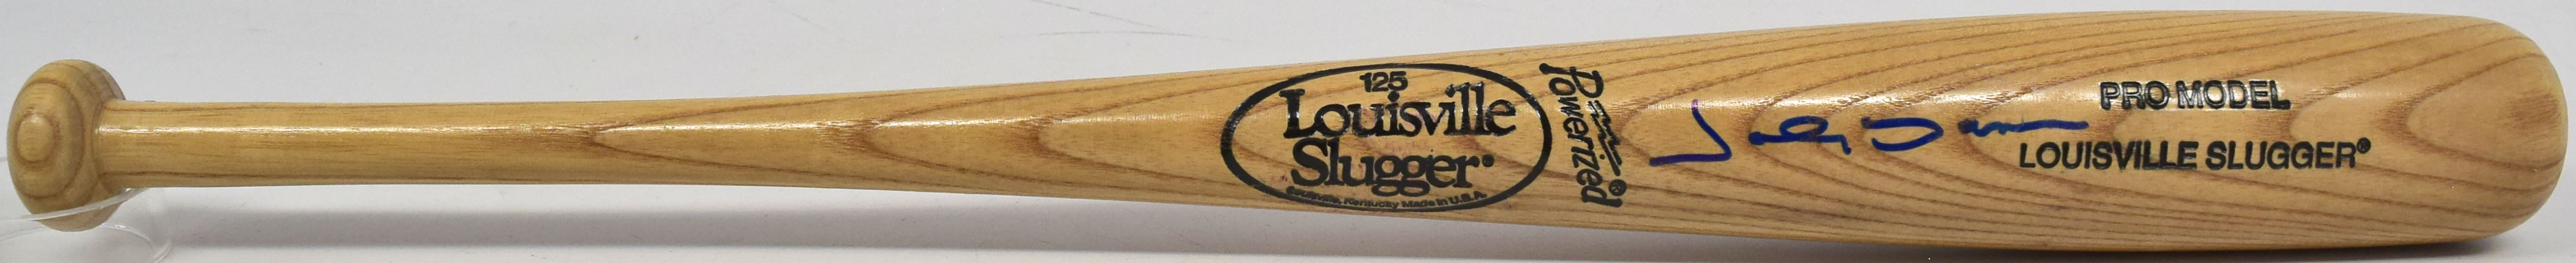 125
Louisville
Slugger®
Louisville, Kentucky Made in U.S.A.
Powerized®
PRO MODEL
LOUISVILLE SLUGGER®